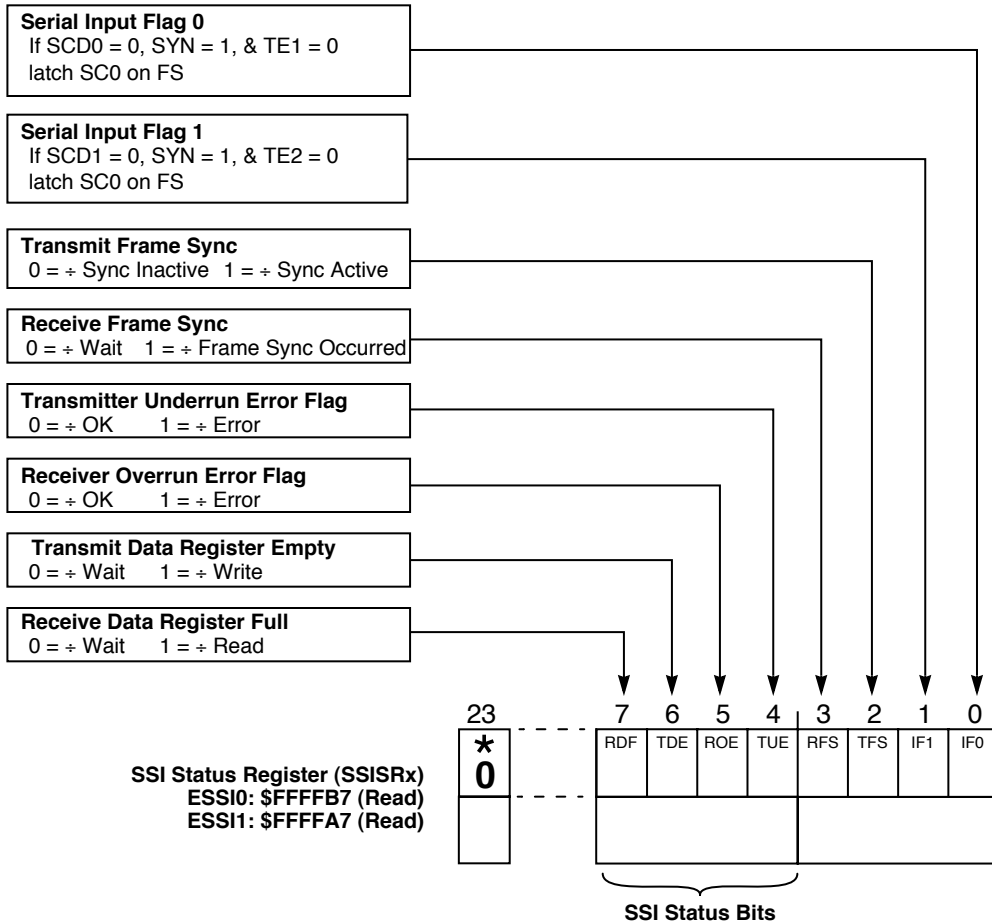 Serial Input Flag 0
If SCD0 = 0, SYN = 1, & TE1 = 0
latch SC0 on FS
Serial Input Flag 1
If SCD1 = 0, SYN = 1, & TE2 = 0
latch SC0 on FS
Transmit Frame Sync
0 = ÷ Sync Inactive 1 = ÷ Sync Active
Receive Frame Sync
0 = ÷ Wait 1 = ÷ Frame Sync Occurred
Transmitter Underrun Error Flag
0 = ÷ OK 1 = ÷ Error
Receiver Overrun Error Flag
0 = ÷ OK 1 = ÷ Error
Transmit Data Register Empty
0 = ÷ Wait 1 = ÷ Write
Receive Data Register Full
0 = ÷ Wait 1 = ÷ Read
23 7 6 5 4 3 2 1 0
* RDF TDE ROE TUE RFS TFS IF1 IF0
0
SSI Status Register (SSISRx)
ESSI0: $FFFFB7 (Read)
ESSI1: $FFFFA7 (Read)
SSI Status Bits